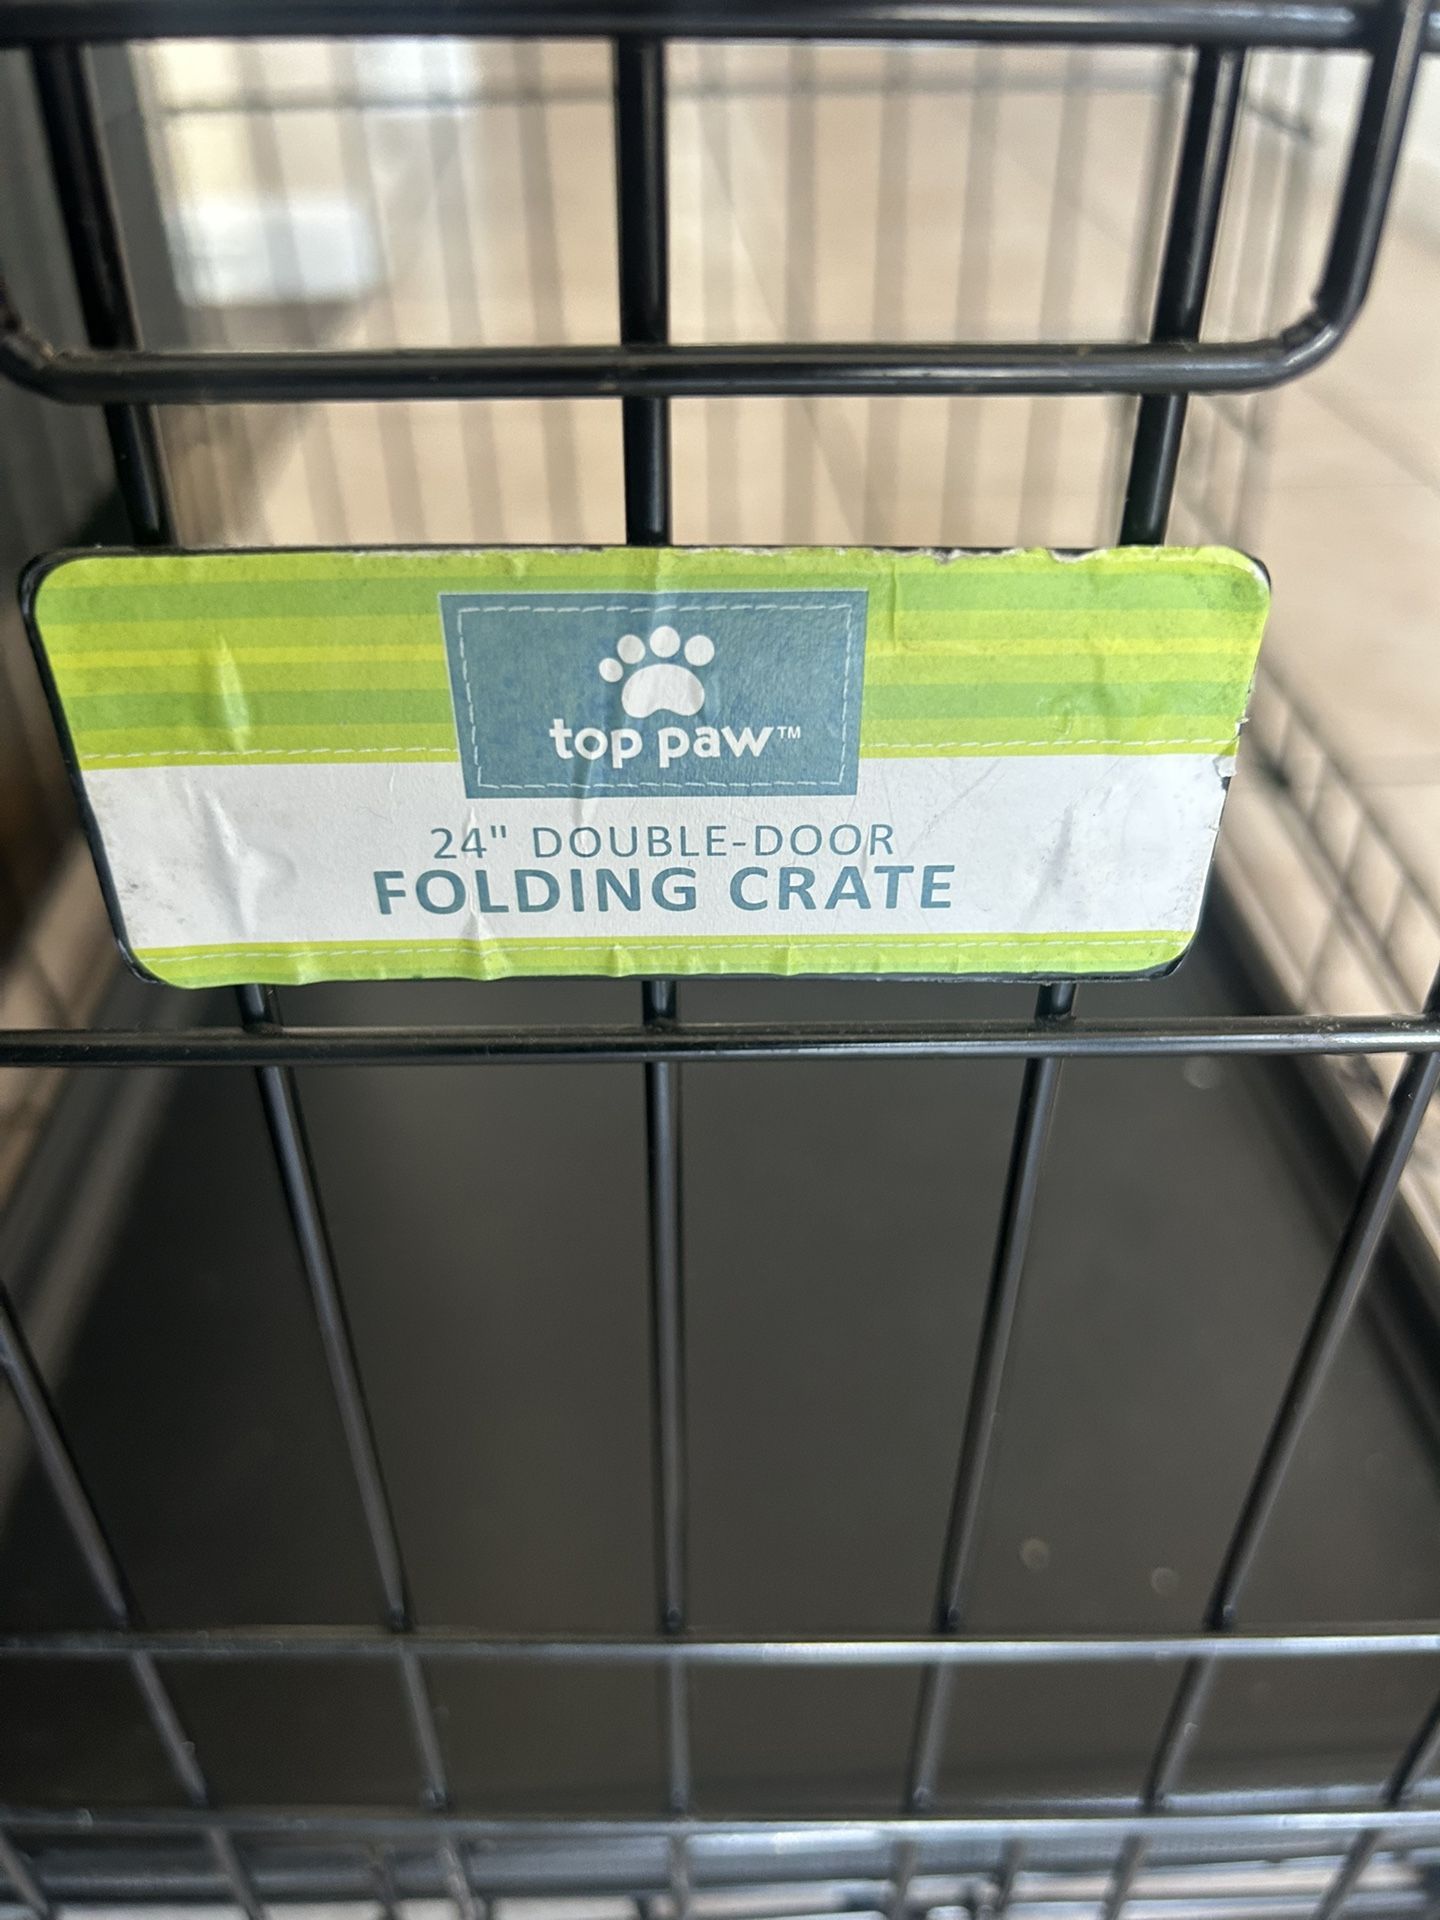 top paw™
24" DOUBLE-DOOR
FOLDING CRATE